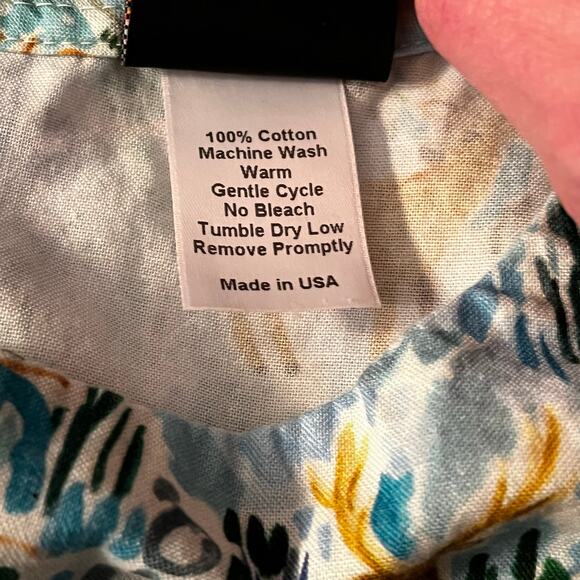 100% Cotton
Machine Wash
Warm
Gentle Cycle
No Bleach
Tumble Dry Low
Remove Promptly
Made in USA